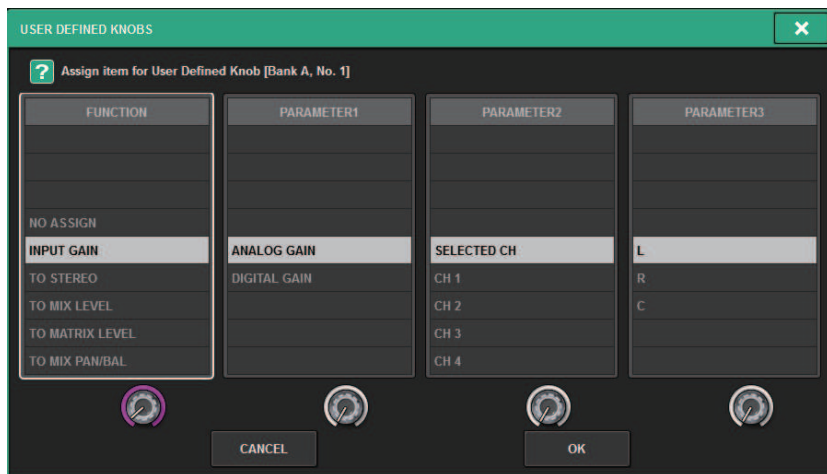 USER DEFINED KNOBS
?
Assign item for User Defined Knob [Bank A, No. 1]
FUNCTION
NO ASSIGN
INPUT GAIN
TO STEREO
TO MIX LEVEL
TO MATRIX LEVEL
TO MIX PAN/BAL
PARAMETER1
ANALOG GAIN
DIGITAL GAIN
PARAMETER2
SELECTED CH
CH 1
CH 2
CH 3
CH 4
PARAMETER3
L
R
C
CANCEL
OK